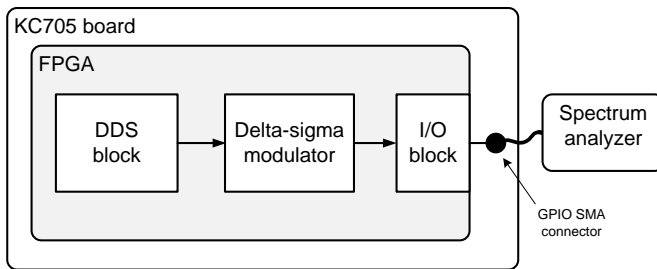 KC705 board
FPGA
DDS
block
Delta-sigma
modulator
I/O
block
Spectrum
analyzer
GPIO SMA
connector